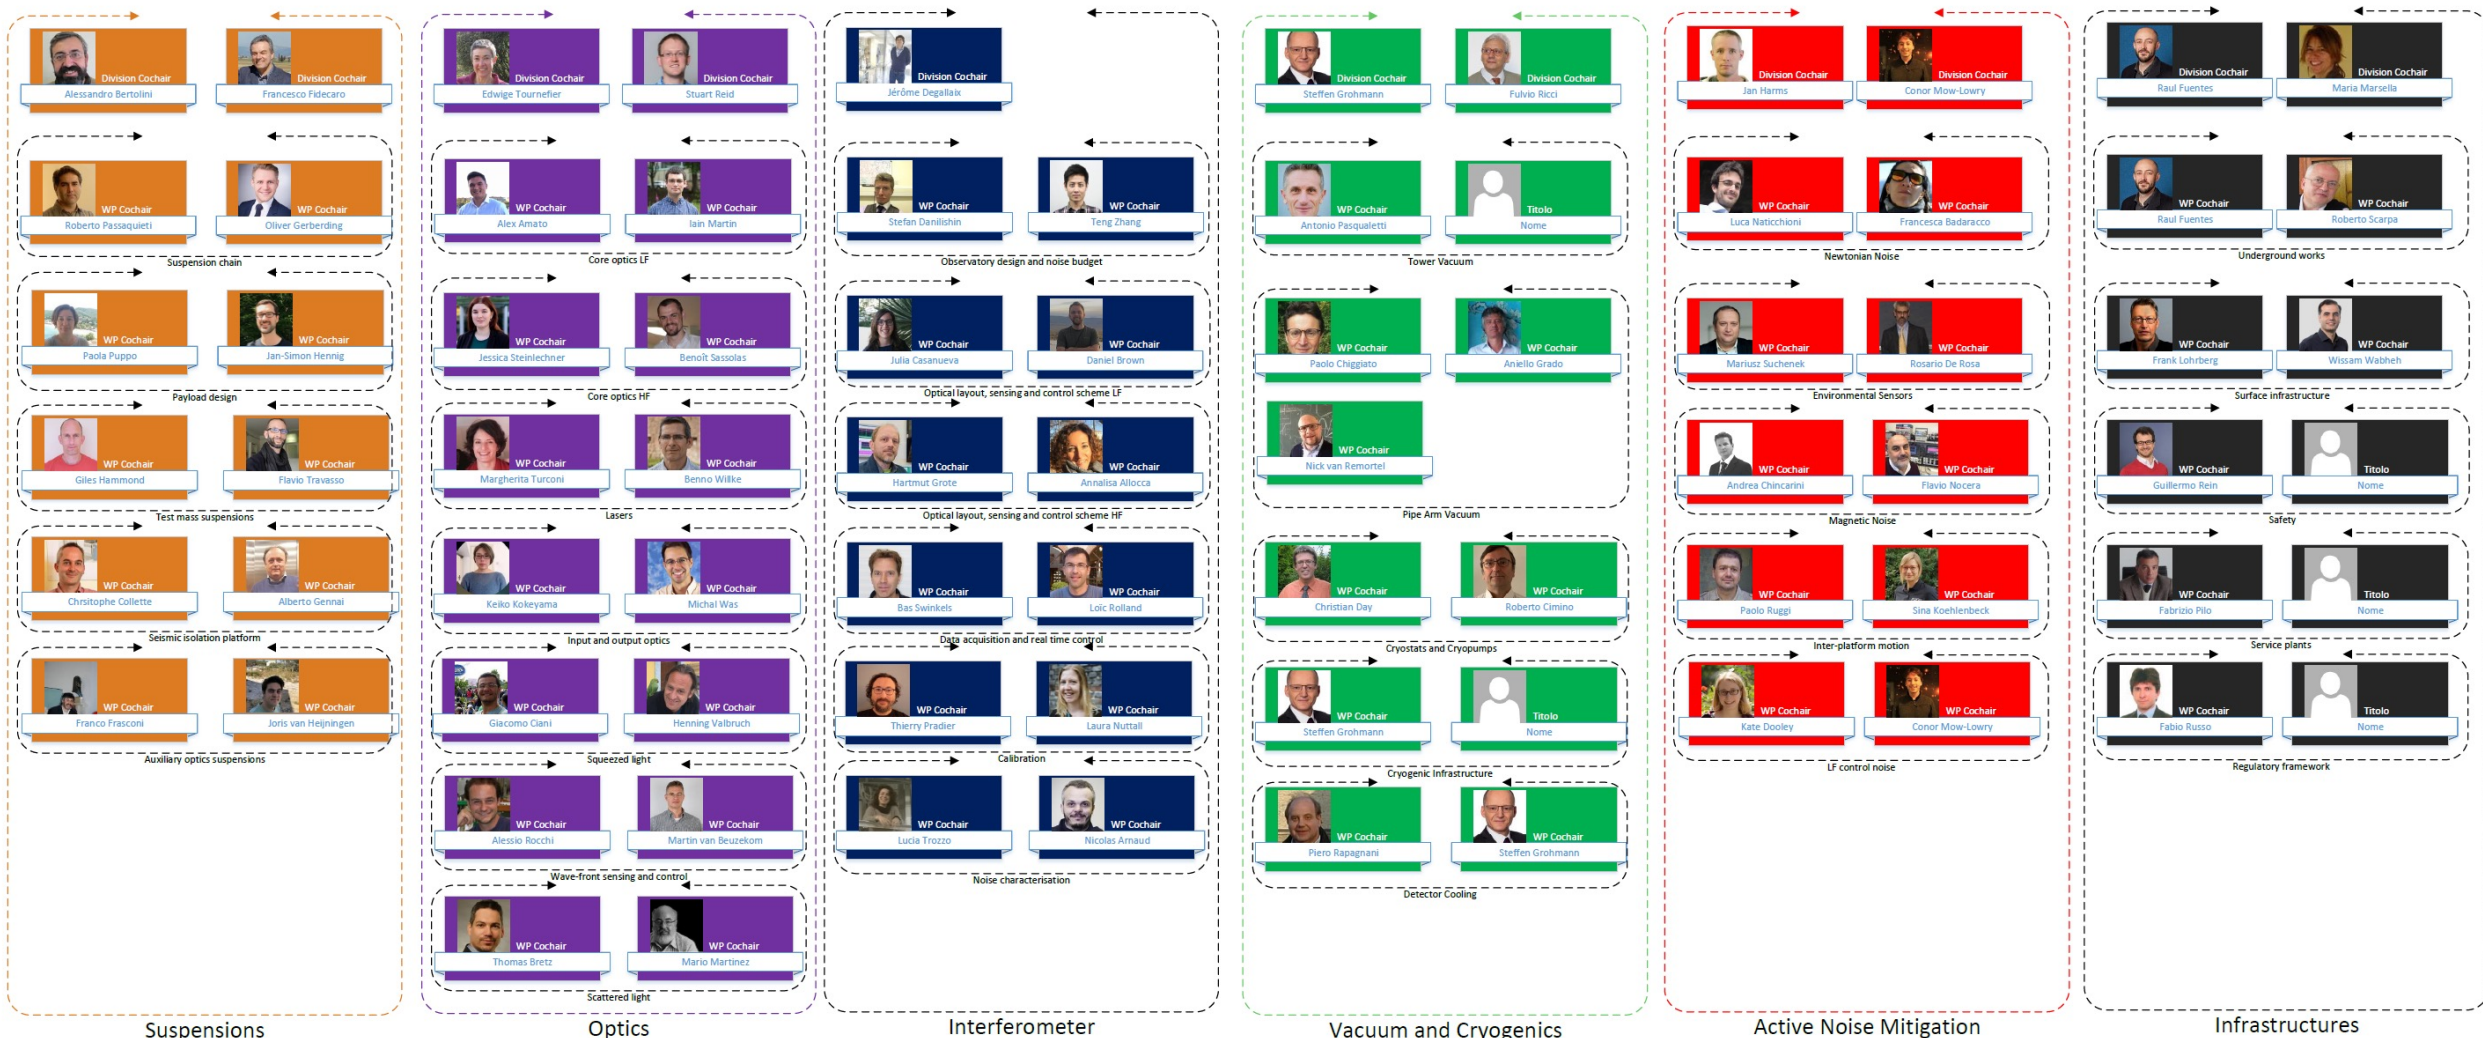 Division Cochair
Alessandro Bertolini
Division Cochair
Francesco Fidecaro
WP Cochair
Roberto Passaquieti
WP Cochair
Oliver Gerberding
Suspension chain
WP Cochair
Paola Puppo
WP Cochair
Jan-Simon Hennig
Payload design
WP Cochair
Giles Hammond
WP Cochair
Flavio Travasso
Test mass suspensions
WP Cochair
Chrsitophe Collette
WP Cochair
Alberto Gennai
Seismic isolation platform
WP Cochair
Franco Frasconi
WP Cochair
Joris van Heijningen
Auxiliary optics suspensions
Suspensions
Division Cochair
Edwige Tournefier
Division Cochair
Stuart Reid
WP Cochair
Alex Amato
WP Cochair
Iain Martin
Core optics LF
WP Cochair
Jessica Steinlechner
WP Cochair
Benoît Sassolas
Core optics HF
WP Cochair
Margherita Turconi
WP Cochair
Benno Willke
Lasers
WP Cochair
Keiko Kokeyama
WP Cochair
Michal Was
Input and output optics
WP Cochair
Giacomo Ciani
WP Cochair
Henning Valbruch
Squeezed light
WP Cochair
Alessio Rocchi
WP Cochair
Martin van Beuzekom
Wave-front sensing and control
WP Cochair
Thomas Bretz
WP Cochair
Mario Martinez
Scattered light
Optics
Division Cochair
Jérôme Degallaix
WP Cochair
Stefan Danilishin
WP Cochair
Teng Zhang
Observatory design and noise budget
WP Cochair
Julia Casanueva
WP Cochair
Daniel Brown
Optical layout, sensing and control scheme LF
WP Cochair
Hartmut Grote
WP Cochair
Annalisa Allocca
Optical layout, sensing and control scheme HF
WP Cochair
Bas Swinkels
WP Cochair
Loïc Rolland
Data acquisition and real time control
WP Cochair
Thierry Pradier
WP Cochair
Laura Nuttall
Calibration
WP Cochair
Lucia Trozzo
WP Cochair
Nicolas Arnaud
Noise characterisation
Interferometer
Division Cochair
Steffen Grohmann
Division Cochair
Fulvio Ricci
WP Cochair
Antonio Pasqualetti
Titolo
Nome
Tower Vacuum
WP Cochair
Paolo Chiggiato
WP Cochair
Aniello Grado
WP Cochair
Nick van Remortel
Pipe Arm Vacuum
WP Cochair
Christian Day
WP Cochair
Roberto Cimino
Cryostats and Cryopumps
WP Cochair
Steffen Grohmann
Titolo
Nome
Cryogenic Infrastructure
WP Cochair
Piero Rapagnani
WP Cochair
Steffen Grohmann
Detector Cooling
Vacuum and Cryogenics
Division Cochair
Jan Harms
Division Cochair
Conor Mow-Lowry
WP Cochair
Luca Naticchioni
WP Cochair
Francesca Badaracco
Newtonian Noise
WP Cochair
Mariusz Suchenek
WP Cochair
Rosario De Rosa
Environmental Sensors
WP Cochair
Andrea Chincarini
WP Cochair
Flavio Nocera
Magnetic Noise
WP Cochair
Paolo Ruggi
WP Cochair
Sina Koehlenbeck
Inter-platform motion
WP Cochair
Kate Dooley
WP Cochair
Conor Mow-Lowry
LF control noise
Active Noise Mitigation
Division Cochair
Raul Fuentes
Division Cochair
Maria Marsella
WP Cochair
Raul Fuentes
WP Cochair
Roberto Scarpa
Underground works
WP Cochair
Frank Lohrberg
WP Cochair
Wissam Wabheh
Surface infrastructure
WP Cochair
Guillermo Rein
Titolo
Nome
Safety
WP Cochair
Fabrizio Pilo
Titolo
Nome
Service plants
WP Cochair
Fabio Russo
Titolo
Nome
Regulatory framework
Infrastructures